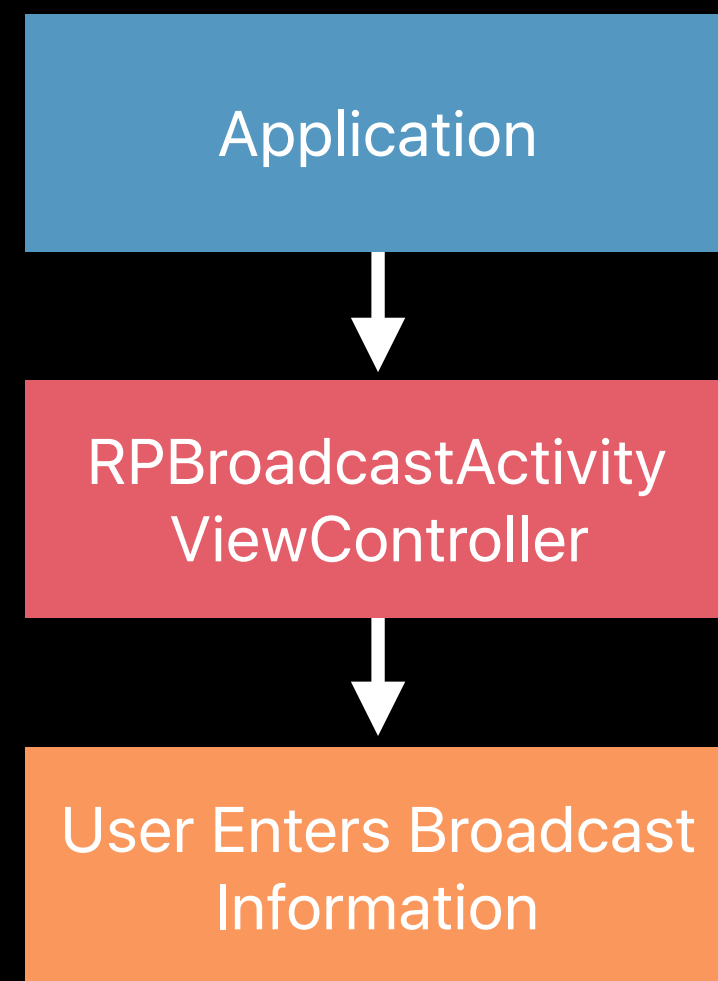 Application
RPBroadcastActivity
ViewController
User Enters Broadcast
Information